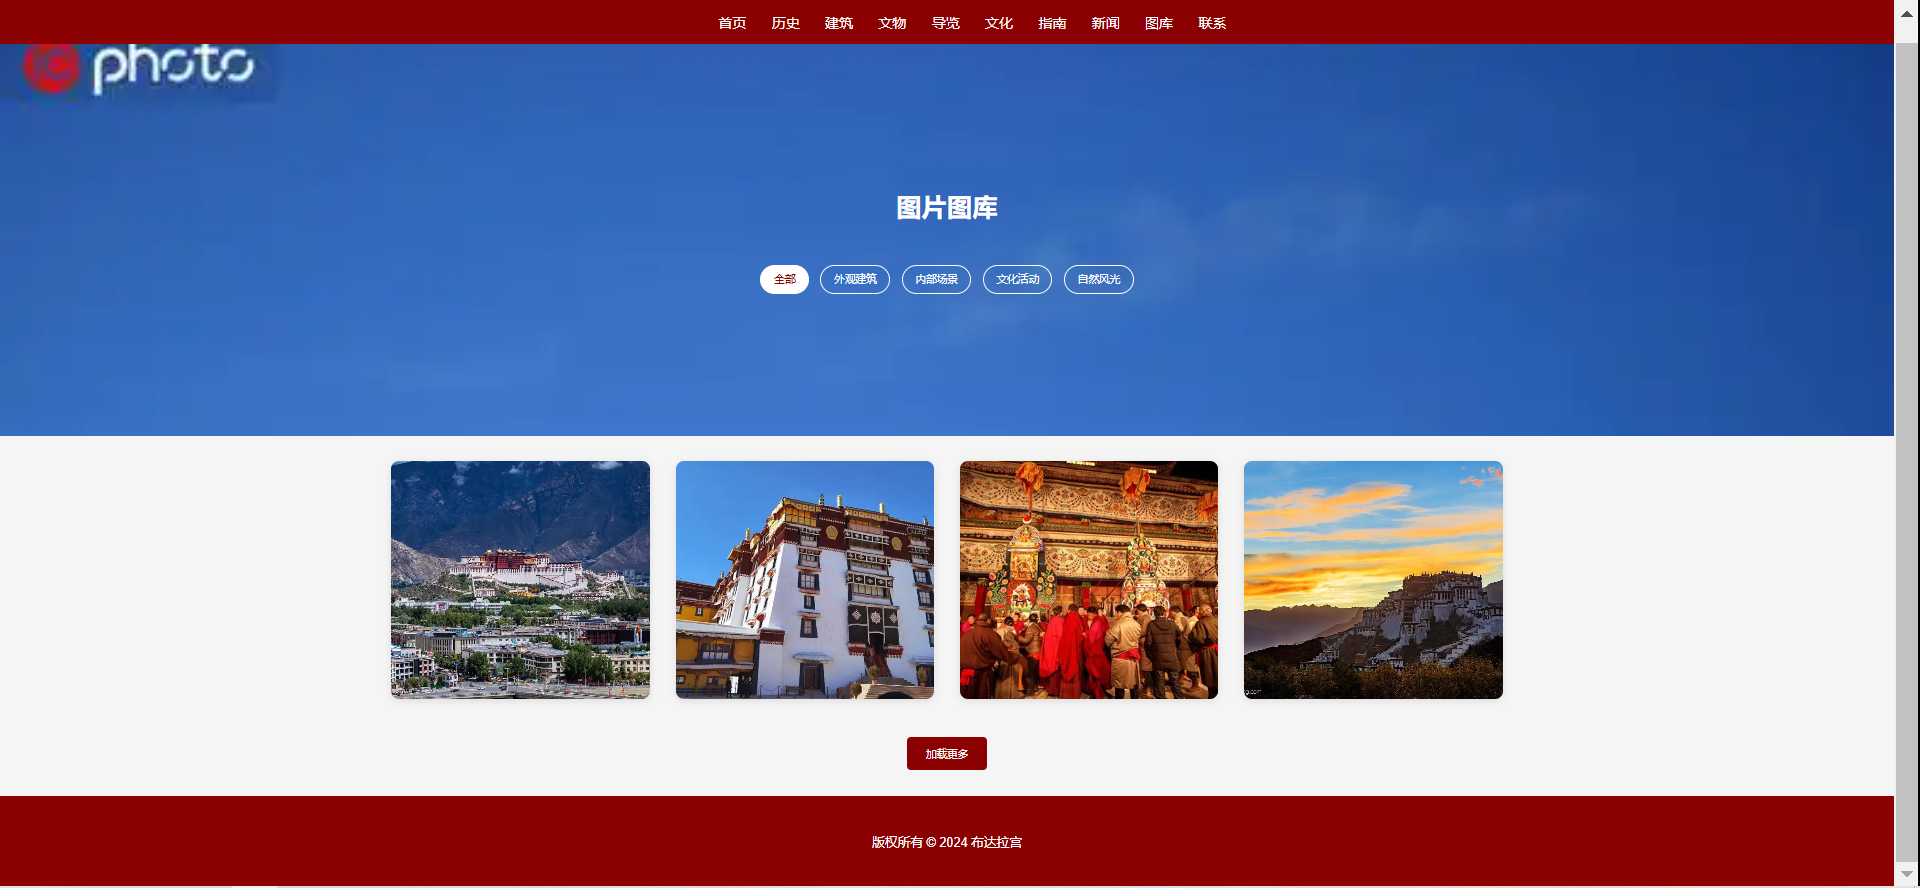 首页 历史 建筑 文物 导览 文化 指南 新闻 图库 联系
photo
图片图库
全部 外观建筑 内部场景 文化活动 自然风光
加载更多
版权所有 © 2024 布达拉宫